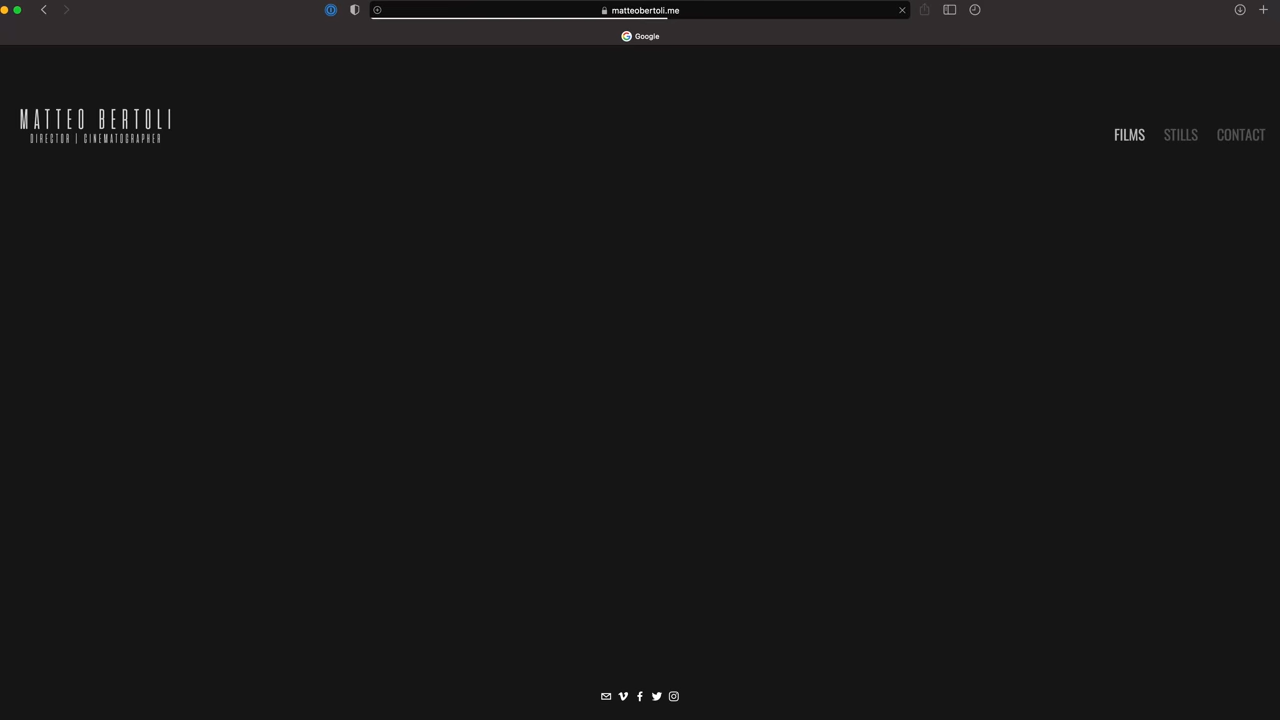 matteobertoli.me
Google
MATTEO BERTOLI
DIRECTOR | CINEMATOGRAPHER
FILMS STILLS CONTACT